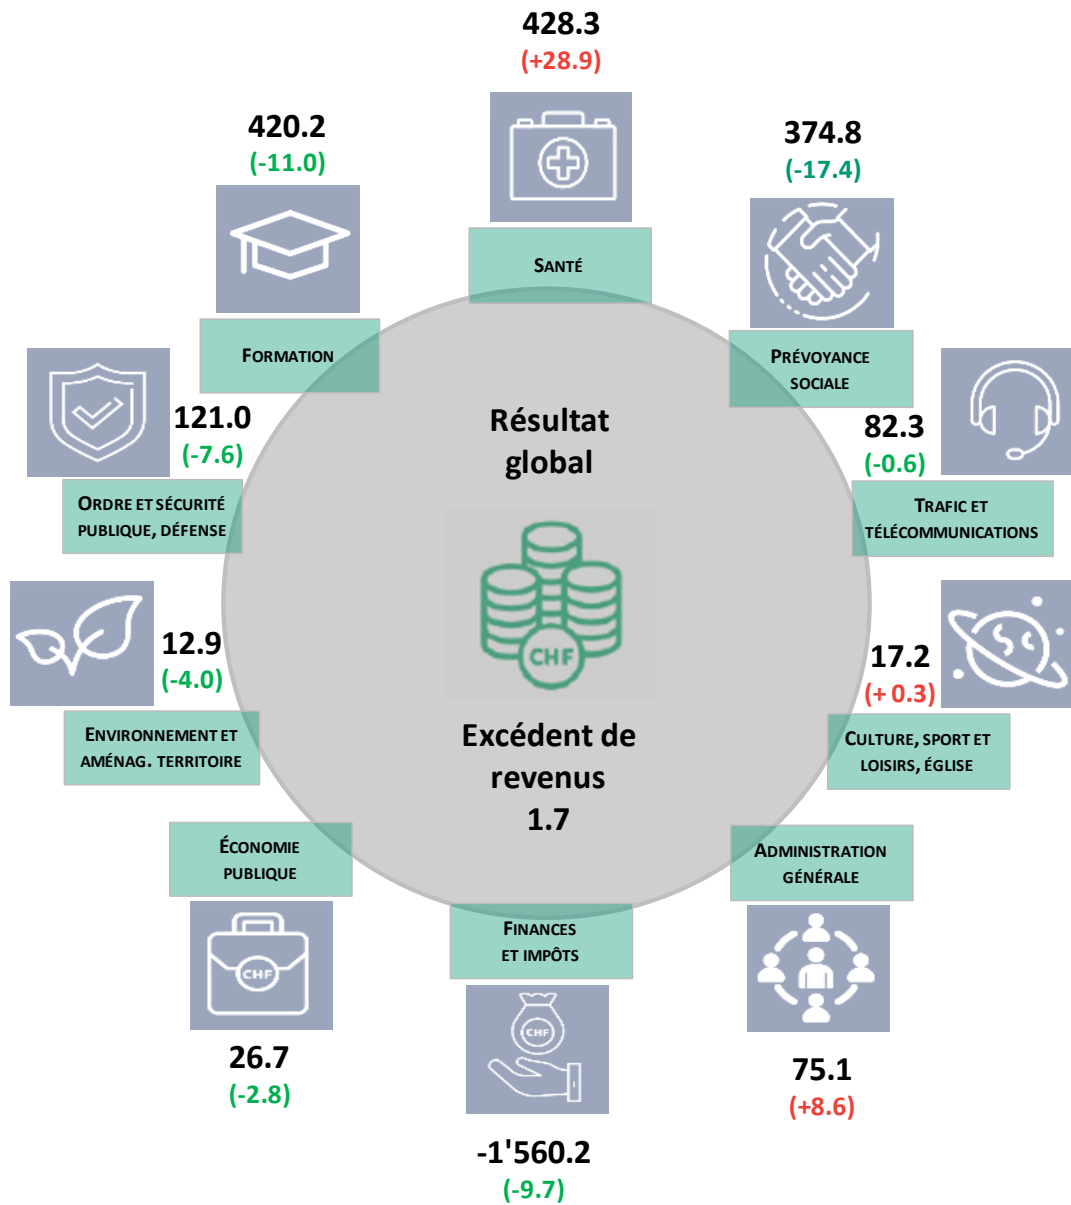 428.3
(+28.9)
SANTÉ
420.2
(-11.0)
FORMATION
374.8
(-17.4)
PRÉVOYANCE
SOCIALE
121.0
(-7.6)
ORDRE ET SÉCURITÉ
PUBLIQUE, DÉFENSE
82.3
(-0.6)
TRAFIC ET
TÉLÉCOMMUNICATIONS
Résultat
global
CHF
Excédent de
revenus
1.7
12.9
(-4.0)
ENVIRONNEMENT ET
AMÉNAG. TERRITOIRE
17.2
(+ 0.3)
CULTURE, SPORT ET
LOISIRS, ÉGLISE
ÉCONOMIE
PUBLIQUE
CHF
26.7
(-2.8)
FINANCES
ET IMPÔTS
CHF
-1'560.2
(-9.7)
ADMINISTRATION
GÉNÉRALE
75.1
(+8.6)